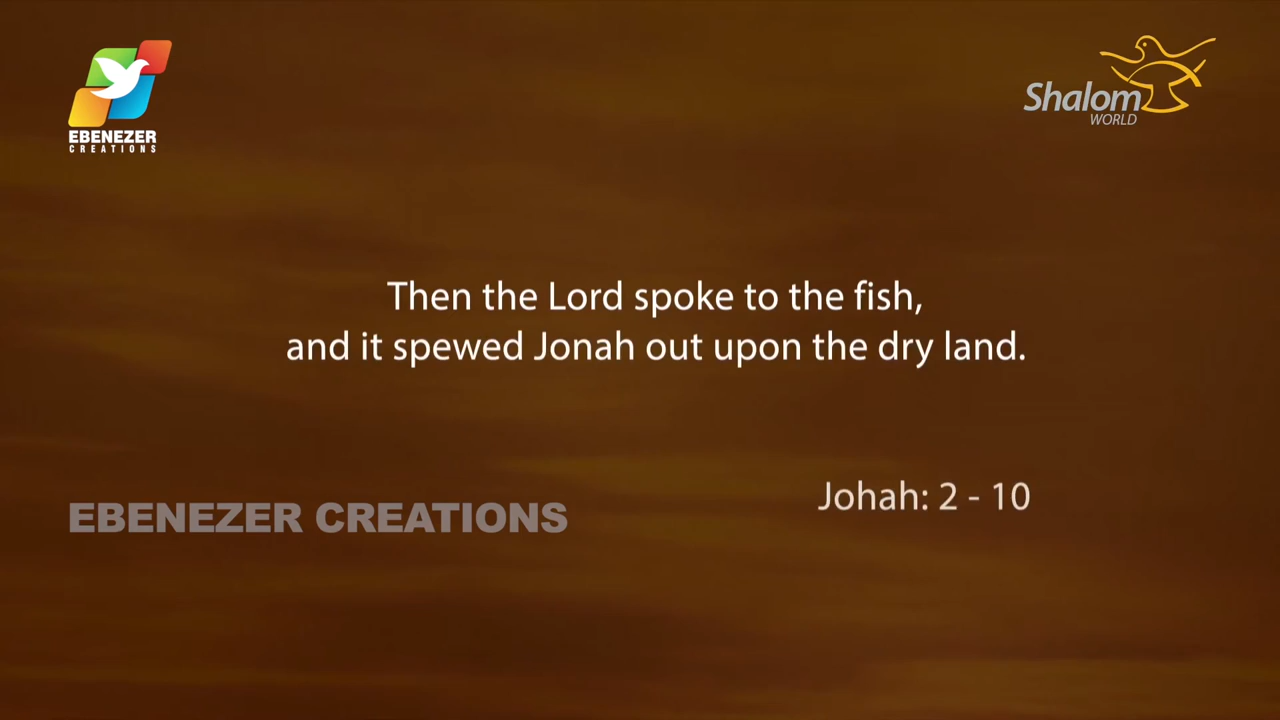 EBENEZER
CREATIONS
Shalom
WORLD
Then the Lord spoke to the fish,
and it spewed Jonah out upon the dry land.
Johah: 2 - 10
EBENEZER CREATIONS